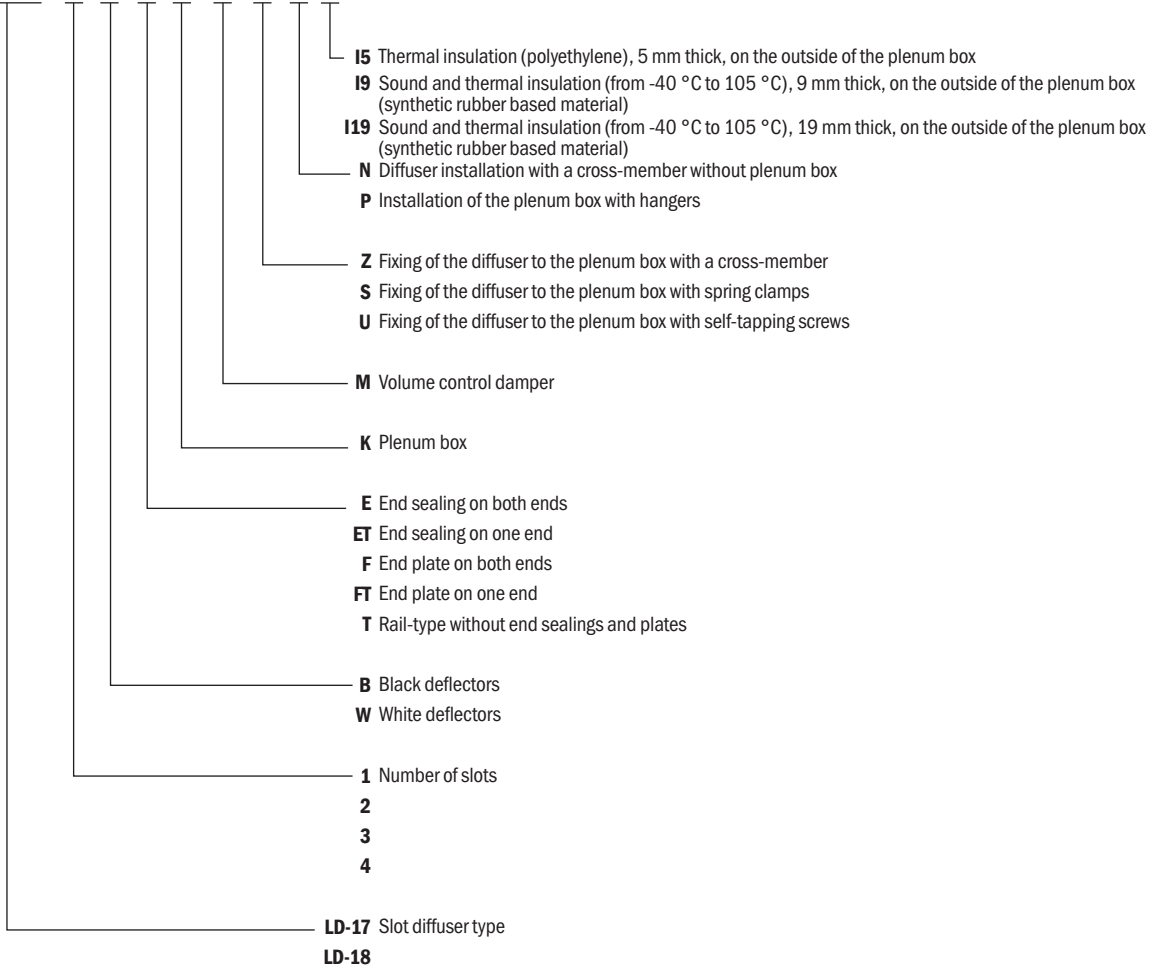 I5 Thermal insulation (polyethylene), 5 mm thick, on the outside of the plenum box
I9 Sound and thermal insulation (from -40 °C to 105 °C), 9 mm thick, on the outside of the plenum box
(synthetic rubber based material)
I19 Sound and thermal insulation (from -40 °C to 105 °C), 19 mm thick, on the outside of the plenum box
(synthetic rubber based material)
N Diffuser installation with a cross-member without plenum box
P Installation of the plenum box with hangers
Z Fixing of the diffuser to the plenum box with a cross-member
S Fixing of the diffuser to the plenum box with spring clamps
U Fixing of the diffuser to the plenum box with self-tapping screws
M Volume control damper
K Plenum box
E End sealing on both ends
ET End sealing on one end
F End plate on both ends
FT End plate on one end
T Rail-type without end sealings and plates
B Black deflectors
W White deflectors
1 Number of slots
2
3
4
LD-17 Slot diffuser type
LD-18